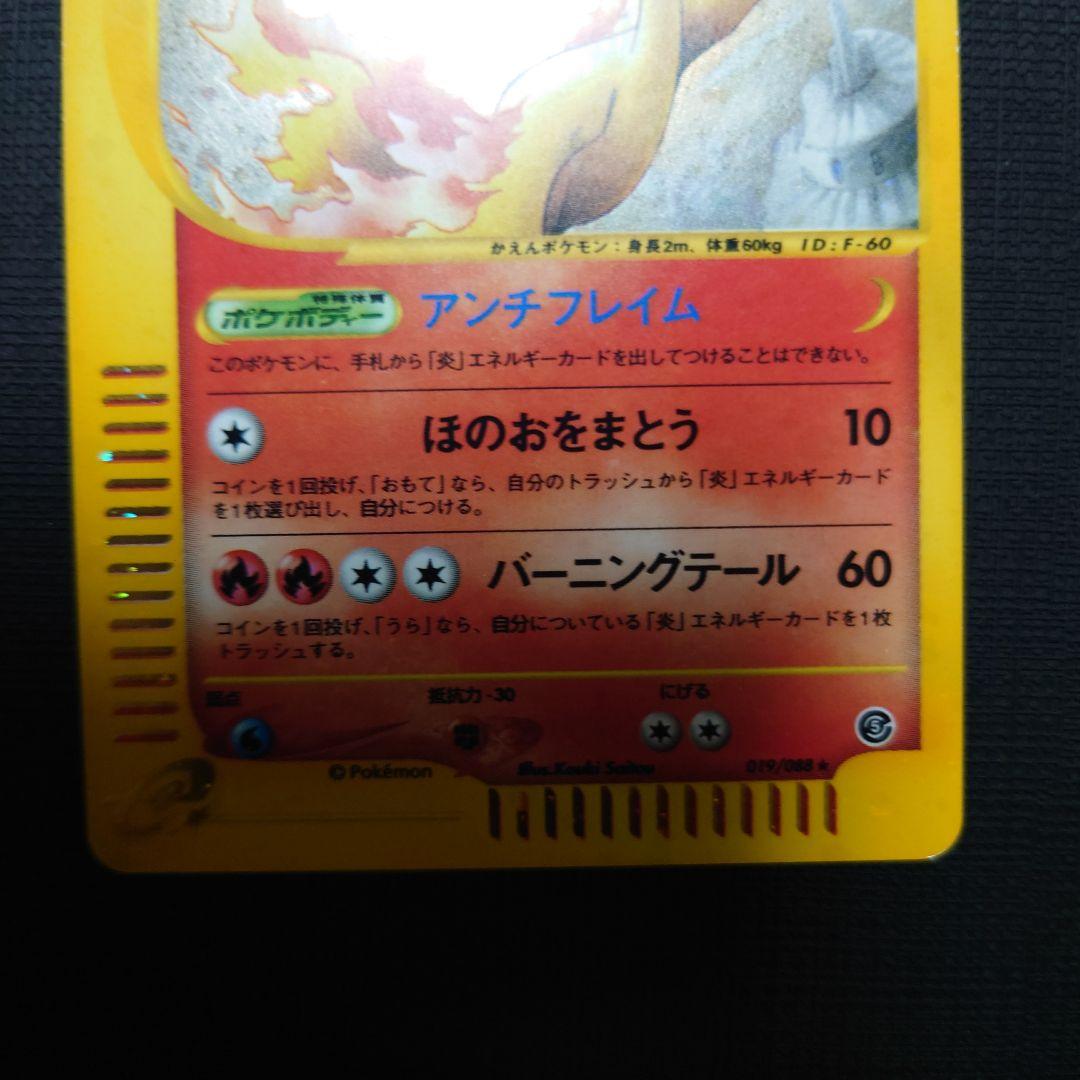 かえんポケモン：身長2m、体重60kg ID:F-60
特殊体質
ポケボディー アンチフレイム
このポケモンに、手札から「炎」エネルギーカードを出してつけることはできない。
ほのおをまとう 10
コインを1回投げ、「おもて」なら、自分のトラッシュから「炎」エネルギーカード
を1枚選び出し、自分につける。
バーニングテール 60
コインを1回投げ、「うら」なら、自分についている「炎」エネルギーカードを1枚
トラッシュする。
弱点 抵抗力-30 にげる
5
©Pokémon Illus.Kouki Saitou 019/088★